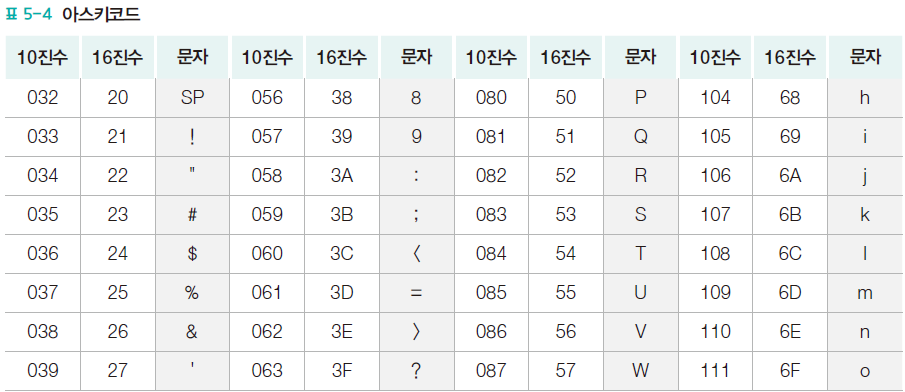 표 5-4 아스키코드
10진수 16진수 문자 10진수 16진수 문자 10진수 16진수 문자 10진수 16진수 문자
032 20 SP 056 38 8 080 50 P 104 68 h
033 21 ! 057 39 9 081 51 Q 105 69 i
034 22 " 058 3A : 082 52 R 106 6A j
035 23 # 059 3B ; 083 53 S 107 6B k
036 24 $ 060 3C 〈 084 54 T 108 6C l
037 25 % 061 3D = 085 55 U 109 6D m
038 26 & 062 3E 〉 086 56 V 110 6E n
039 27 ' 063 3F ? 087 57 W 111 6F o